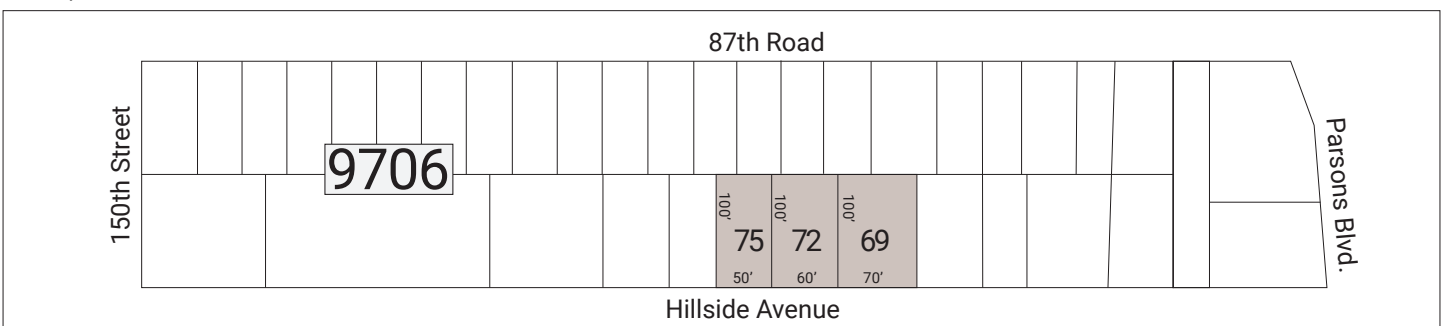 87th Road
150th Street
9706
Parsons Blvd.
100' 100' 100'
75 72 69
50' 60' 70'
Hillside Avenue